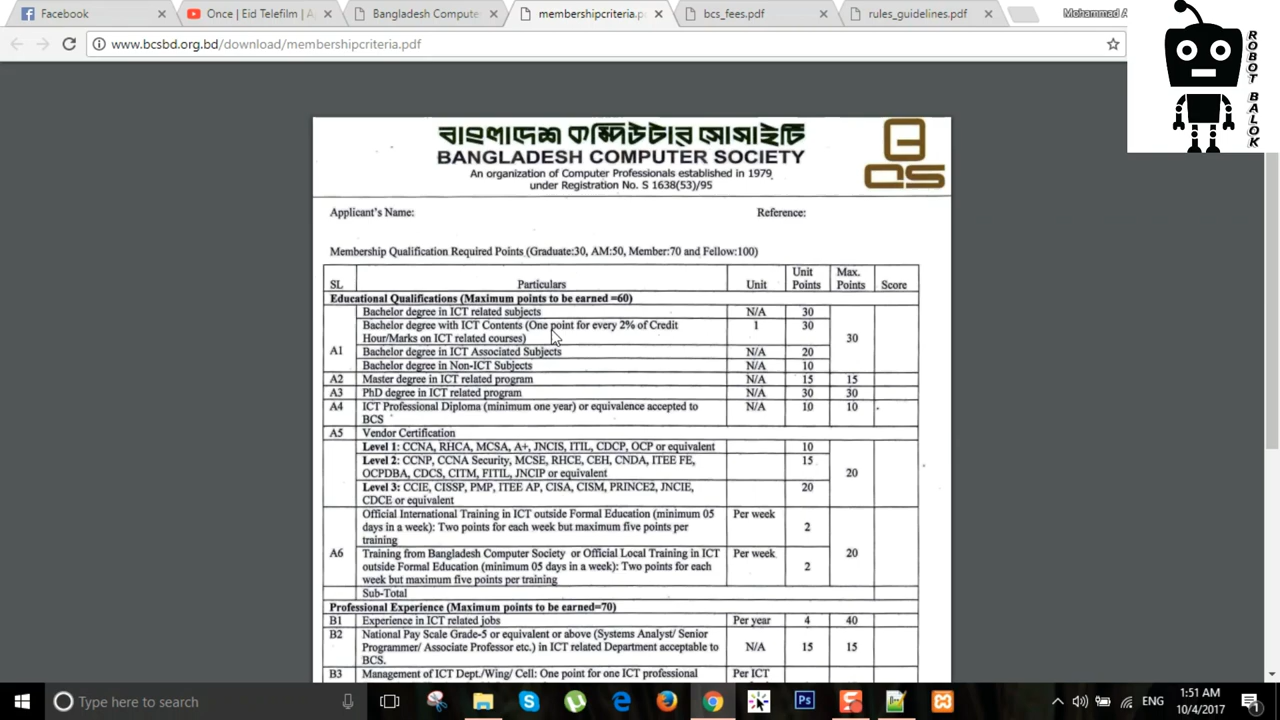 Facebook
Once | Eid Telefilm | A
Bangladesh Compute
membershipcriteria.p
bcs_fees.pdf
rules_guidelines.pdf
Mohammad A
www.bcsbd.org.bd/download/membershipcriteria.pdf
ROBOT BALOK
বাংলাদেশ কম্পিউটার সোসাইটি
BANGLADESH COMPUTER SOCIETY
An organization of Computer Professionals established in 1979
under Registration No. S 1638(53)/95
BCS
Applicant's Name: Reference:
Membership Qualification Required Points (Graduate:30, AM:50, Member:70 and Fellow:100)
SL Particulars Unit Unit Points Max. Points Score
Educational Qualifications (Maximum points to be earned =60)
A1 Bachelor degree in ICT related subjects N/A 30 30
Bachelor degree with ICT Contents (One point for every 2% of Credit 1 30
Hour/Marks on ICT related courses)
Bachelor degree in ICT Associated Subjects N/A 20
Bachelor degree in Non-ICT Subjects N/A 10
A2 Master degree in ICT related program N/A 15 15
A3 PhD degree in ICT related program N/A 30 30
A4 ICT Professional Diploma (minimum one year) or equivalence accepted to N/A 10 10
BCS
A5 Vendor Certification
Level 1: CCNA, RHCA, MCSA, A+, JNCIS, ITIL, CDCP, OCP or equivalent 10 20
Level 2: CCNP, CCNA Security, MCSE, RHCE, CEH, CNDA, ITEE FE, 15
OCPDBA, CDCS, CITM, FITIL, JNCIP or equivalent
Level 3: CCIE, CISSP, PMP, ITEE AP, CISA, CISM, PRINCE2, JNCIE, 20
CDCE or equivalent
A6 Official International Training in ICT outside Formal Education (minimum 05 Per week 2 20
days in a week): Two points for each week but maximum five points per
training
Training from Bangladesh Computer Society or Official Local Training in ICT Per week 2
outside Formal Education (minimum 05 days in a week): Two points for each
week but maximum five points per training
Sub-Total
Professional Experience (Maximum points to be earned=70)
B1 Experience in ICT related jobs Per year 4 40
B2 National Pay Scale Grade-5 or equivalent or above (Systems Analyst/ Senior N/A 15 15
Programmer/ Associate Professor etc.) in ICT related Department acceptable to
BCS.
B3 Management of ICT Dept./Wing/ Cell: One point for one ICT professional Per ICT
Type here to search
ENG
1:51 AM
10/4/2017